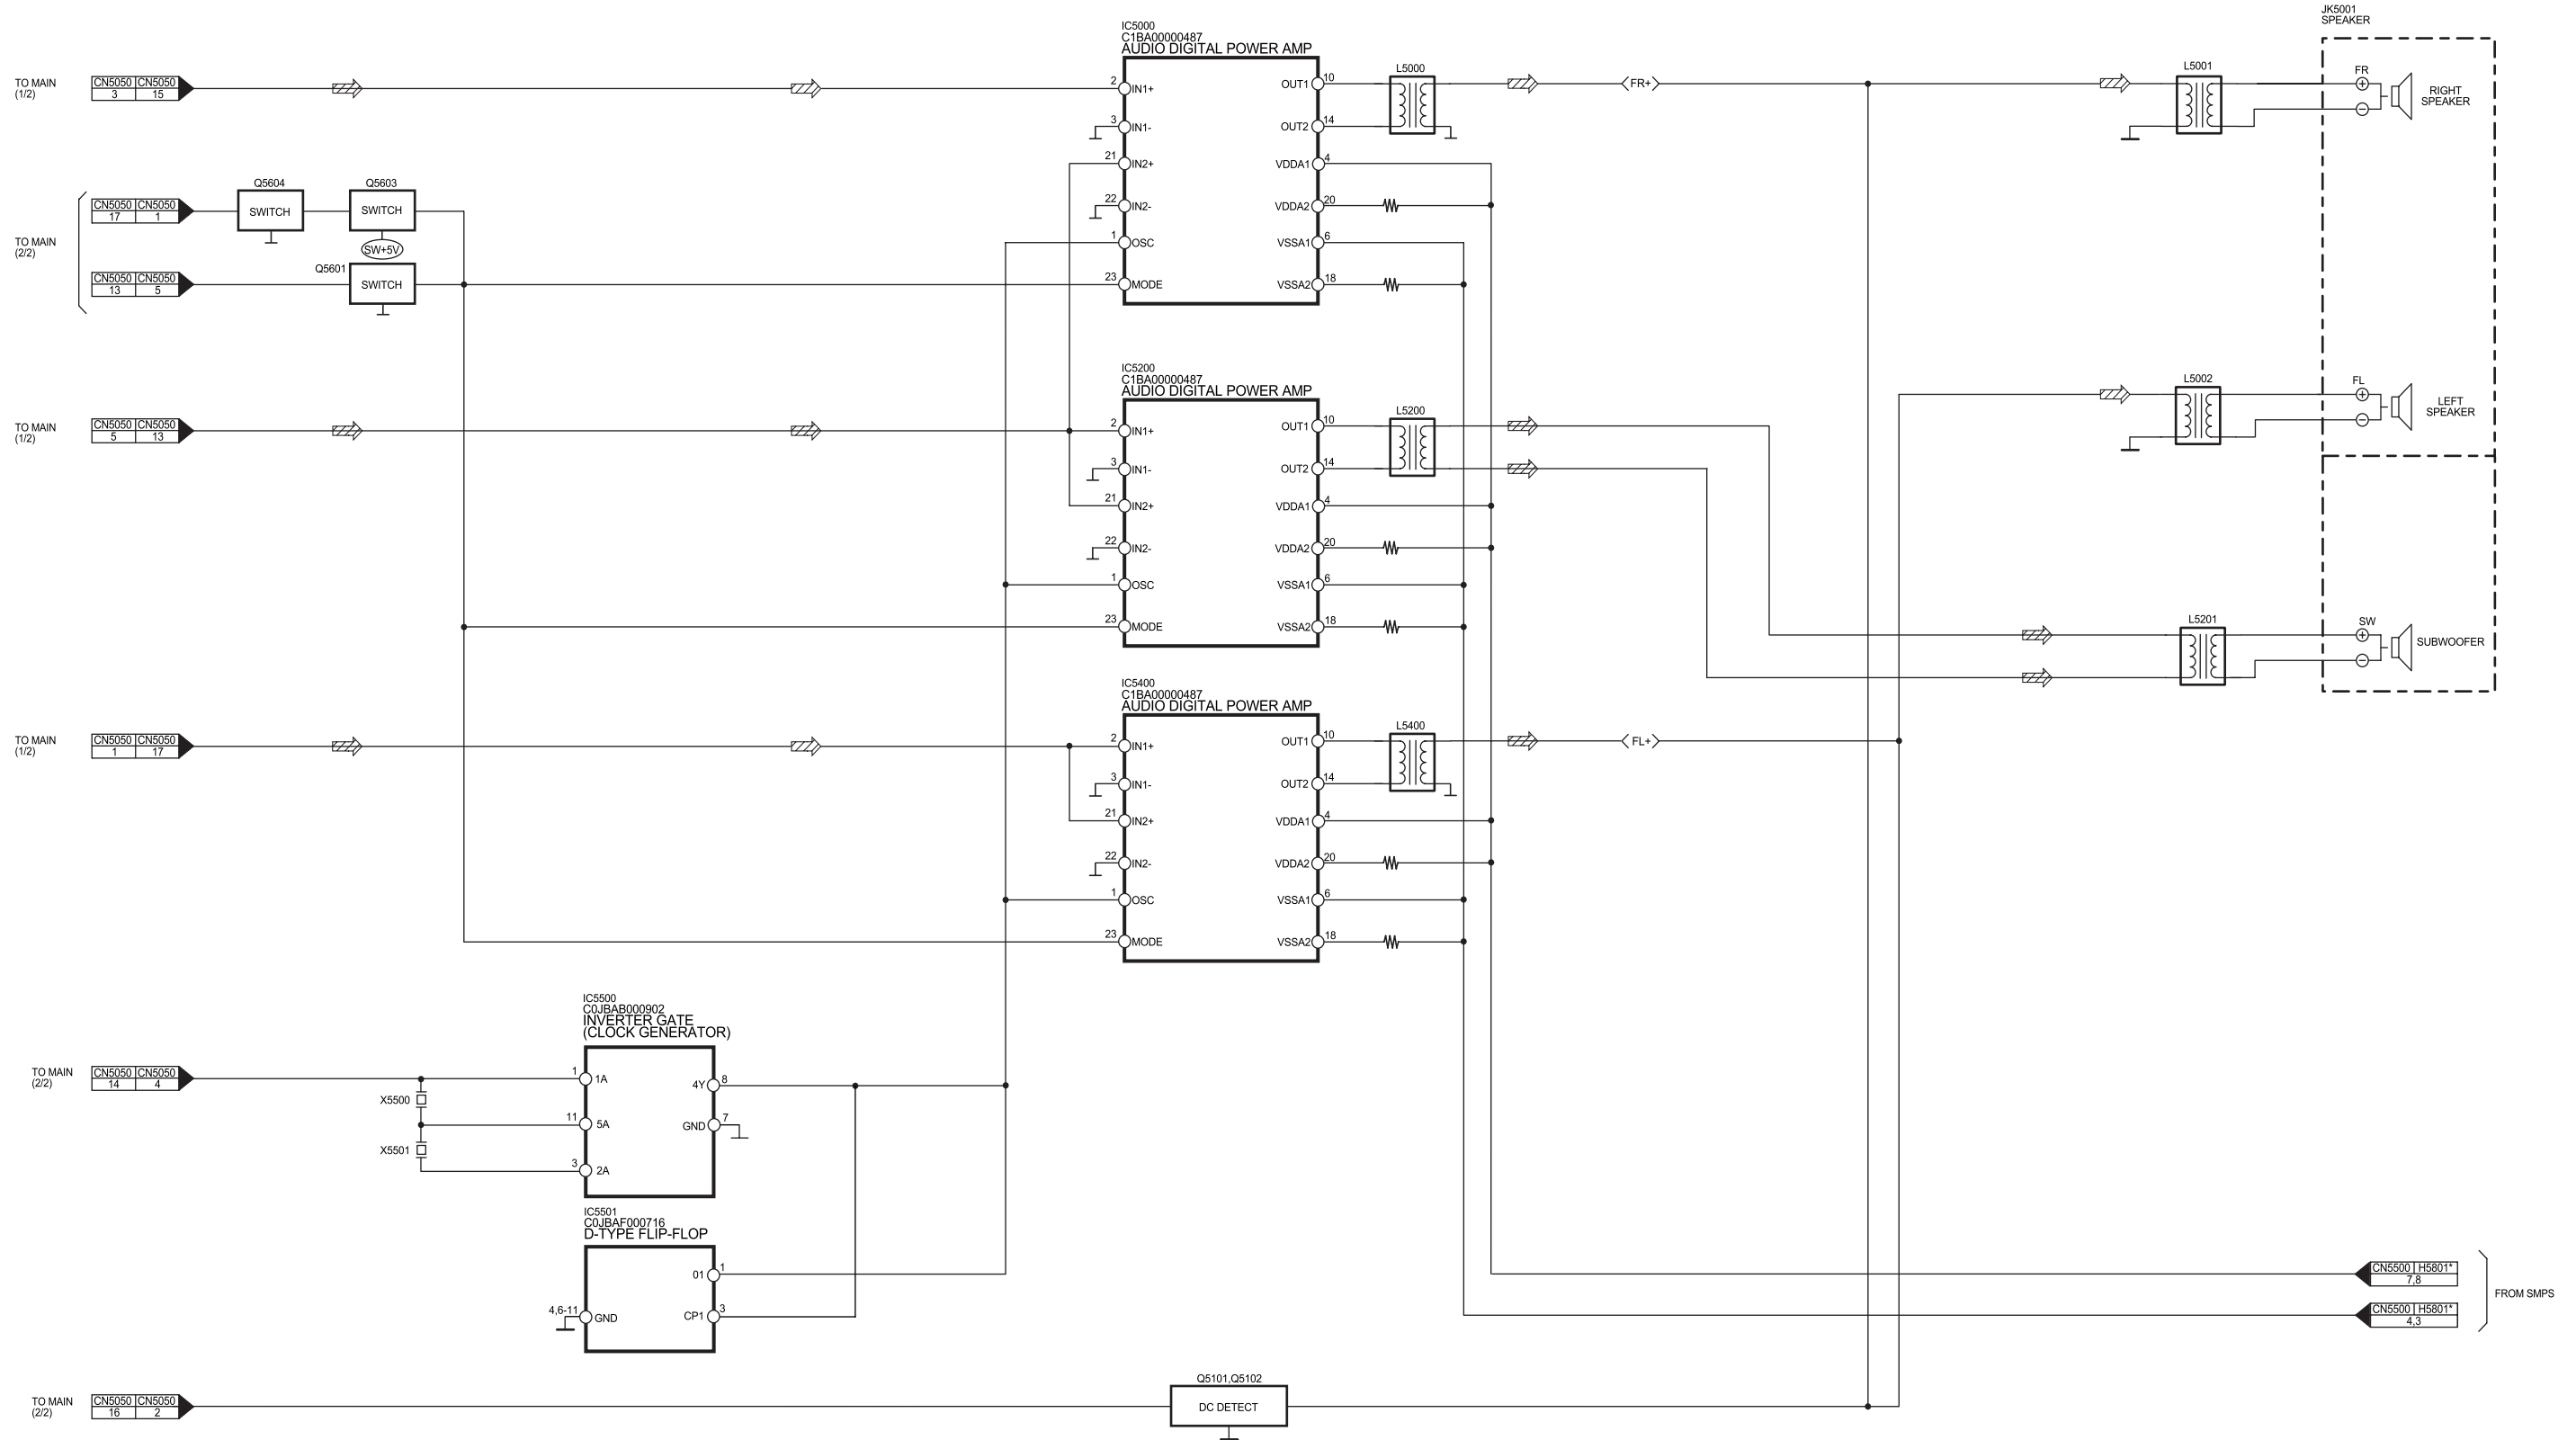 JK5001
SPEAKER
IC5000
C1BA00000487
AUDIO DIGITAL POWER AMP
TO MAIN
(1/2)
CN5050 CN5050
3 15
2 IN1+
3 IN1-
21 IN2+
22 IN2-
1 OSC
23 MODE
OUT1 10
OUT2 14
VDDA1 4
VDDA2 20
VSSA1 6
VSSA2 18
L5000
FR+
L5001
FR
RIGHT
SPEAKER
TO MAIN
(2/2)
CN5050 CN5050
17 1
Q5604
SWITCH
Q5603
SWITCH
SW+5V
CN5050 CN5050
13 5
Q5601
SWITCH
IC5200
C1BA00000487
AUDIO DIGITAL POWER AMP
TO MAIN
(1/2)
CN5050 CN5050
5 13
2 IN1+
3 IN1-
21 IN2+
22 IN2-
1 OSC
23 MODE
OUT1 10
OUT2 14
VDDA1 4
VDDA2 20
VSSA1 6
VSSA2 18
L5200
L5002
FL
LEFT
SPEAKER
L5201
SW
SUBWOOFER
IC5400
C1BA00000487
AUDIO DIGITAL POWER AMP
TO MAIN
(1/2)
CN5050 CN5050
1 17
2 IN1+
3 IN1-
21 IN2+
22 IN2-
1 OSC
23 MODE
OUT1 10
OUT2 14
VDDA1 4
VDDA2 20
VSSA1 6
VSSA2 18
L5400
FL+
IC5500
C0JBAB000902
INVERTER GATE
(CLOCK GENERATOR)
TO MAIN
(2/2)
CN5050 CN5050
14 4
X5500
X5501
1 1A
11 5A
3 2A
4Y 8
GND 7
IC5501
C0JBAF000716
D-TYPE FLIP-FLOP
01 1
CP1 3
4,6-11 GND
CN5500 H5801*
7,8
CN5500 H5801*
4,3
FROM SMPS
TO MAIN
(2/2)
CN5050 CN5050
16 2
Q5101,Q5102
DC DETECT